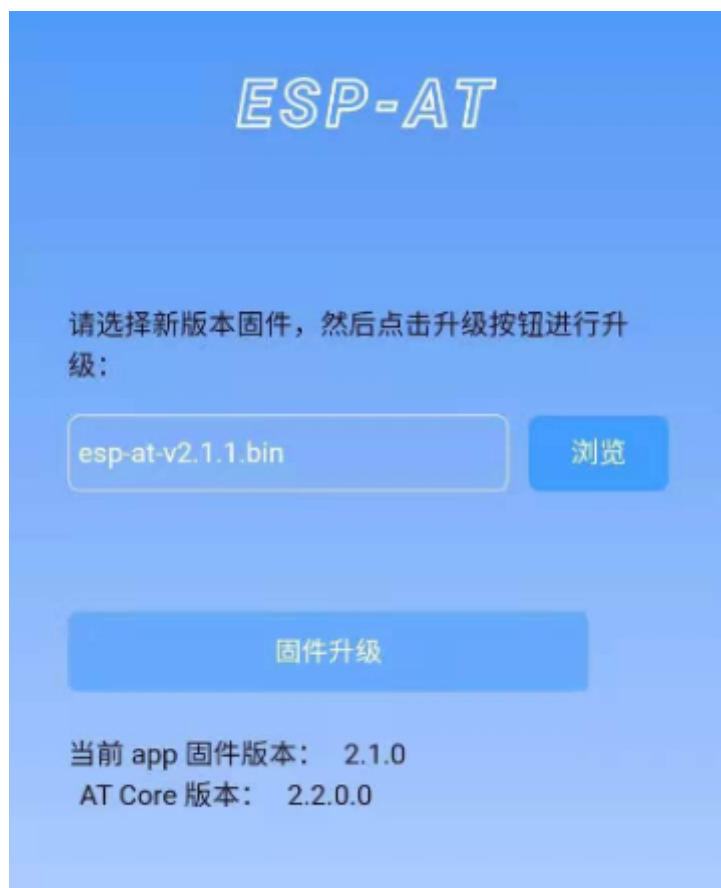 ESP-AT
请选择新版本固件，然后点击升级按钮进行升
级：
esp-at-v2.1.1.bin
浏览
固件升级
当前 app 固件版本： 2.1.0
AT Core 版本： 2.2.0.0